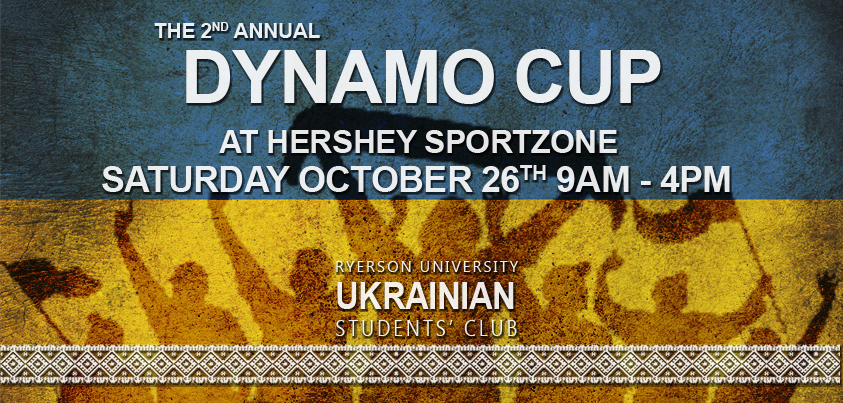 THE 2ND ANNUAL
DYNAMO CUP
AT HERSHEY SPORTZONE
SATURDAY OCTOBER 26TH 9AM - 4PM
RYERSON UNIVERSITY
UKRAINIAN
STUDENTS' CLUB